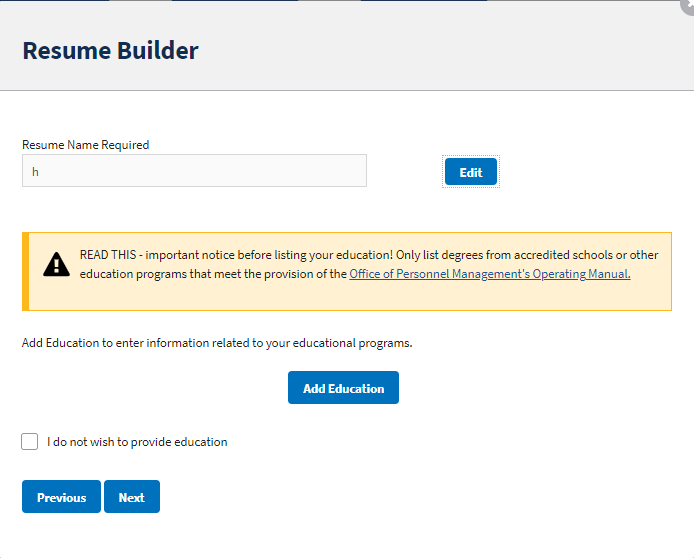 Resume Builder
Resume Name Required
h
Edit
READ THIS - important notice before listing your education! Only list degrees from accredited schools or other
education programs that meet the provision of the Office of Personnel Management's Operating Manual.
Add Education to enter information related to your educational programs.
Add Education
I do not wish to provide education
Previous
Next